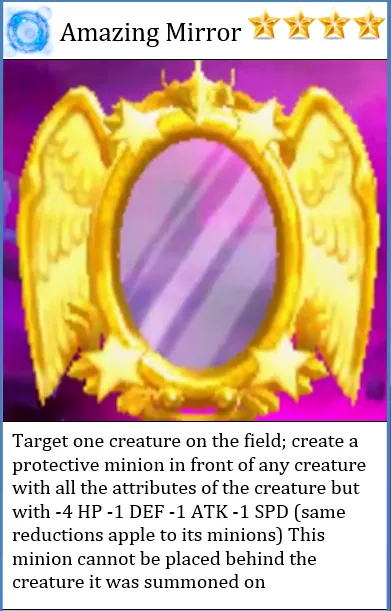 Amazing Mirror
Target one creature on the field; create a
protective minion in front of any creature
with all the attributes of the creature but
with -4 HP -1 DEF -1 ATK -1 SPD (same
reductions apple to its minions) This
minion cannot be placed behind the
creature it was summoned on